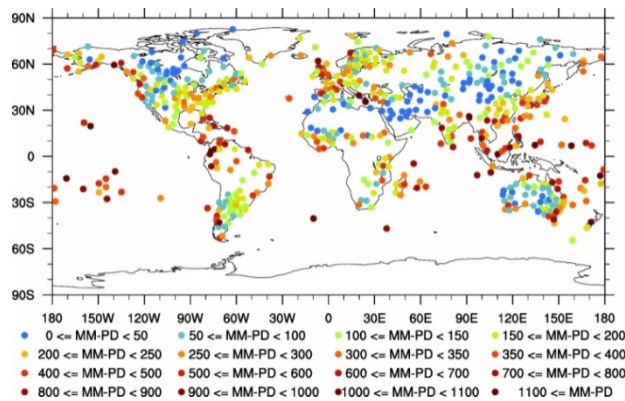 90N
60N
30N
0
30S
60S
90S
180 150W 120W 90W 60W 30W 0 30E 60E 90E 120E 150E 180
0 <= MM-PD < 50 50 <= MM-PD < 100 100 <= MM-PD < 150 150 <= MM-PD < 200
200 <= MM-PD < 250 250 <= MM-PD < 300 300 <= MM-PD < 350 350 <= MM-PD < 400
400 <= MM-PD < 500 500 <= MM-PD < 600 600 <= MM-PD < 700 700 <= MM-PD < 800
800 <= MM-PD < 900 900 <= MM-PD < 1000 1000 <= MM-PD < 1100 1100 <= MM-PD